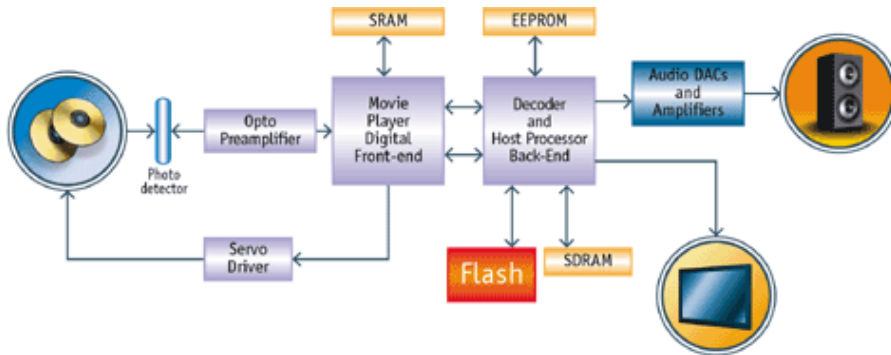 SRAM
EEPROM
Audio DACs
and
Amplifiers
Movie
Player
Digital
Front-end
Decoder
and
Host Processor
Back-End
Opto
Preamplifier
Photo
detector
Servo
Driver
Flash
SDRAM